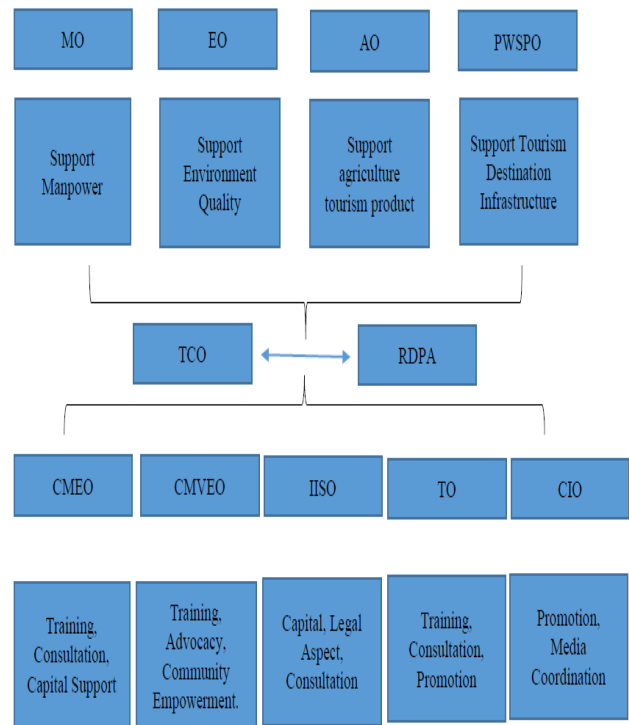 MO
EO
AO
PWSPO
Support
Manpower
Support
Environment
Quality
Support
agriculture
tourism product
Support Tourism
Destination
Infrastructure
TCO
RDPA
CMEO
CMVEO
IISO
TO
CIO
Training,
Consultation,
Capital Support
Training,
Advocacy,
Community
Empowerment.
Capital, Legal
Aspect,
Consultation
Training,
Consultation,
Promotion
Promotion,
Media
Coordination